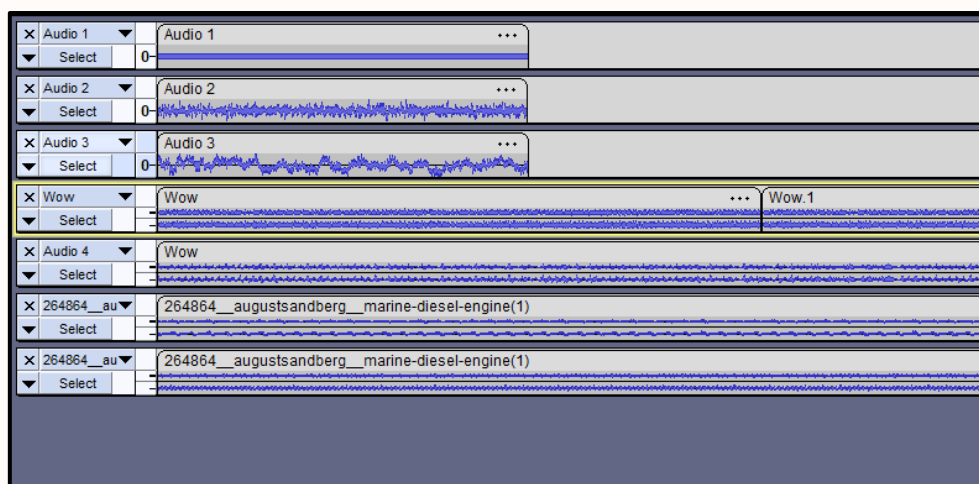 Audio 1 Audio 1
Select 0
Audio 2 Audio 2
Select 0
Audio 3 Audio 3
Select 0
Wow Wow Wow.1
Select
Audio 4 Wow
Select
264864__au 264864__augustsandberg__marine-diesel-engine(1)
Select
264864__au 264864__augustsandberg__marine-diesel-engine(1)
Select